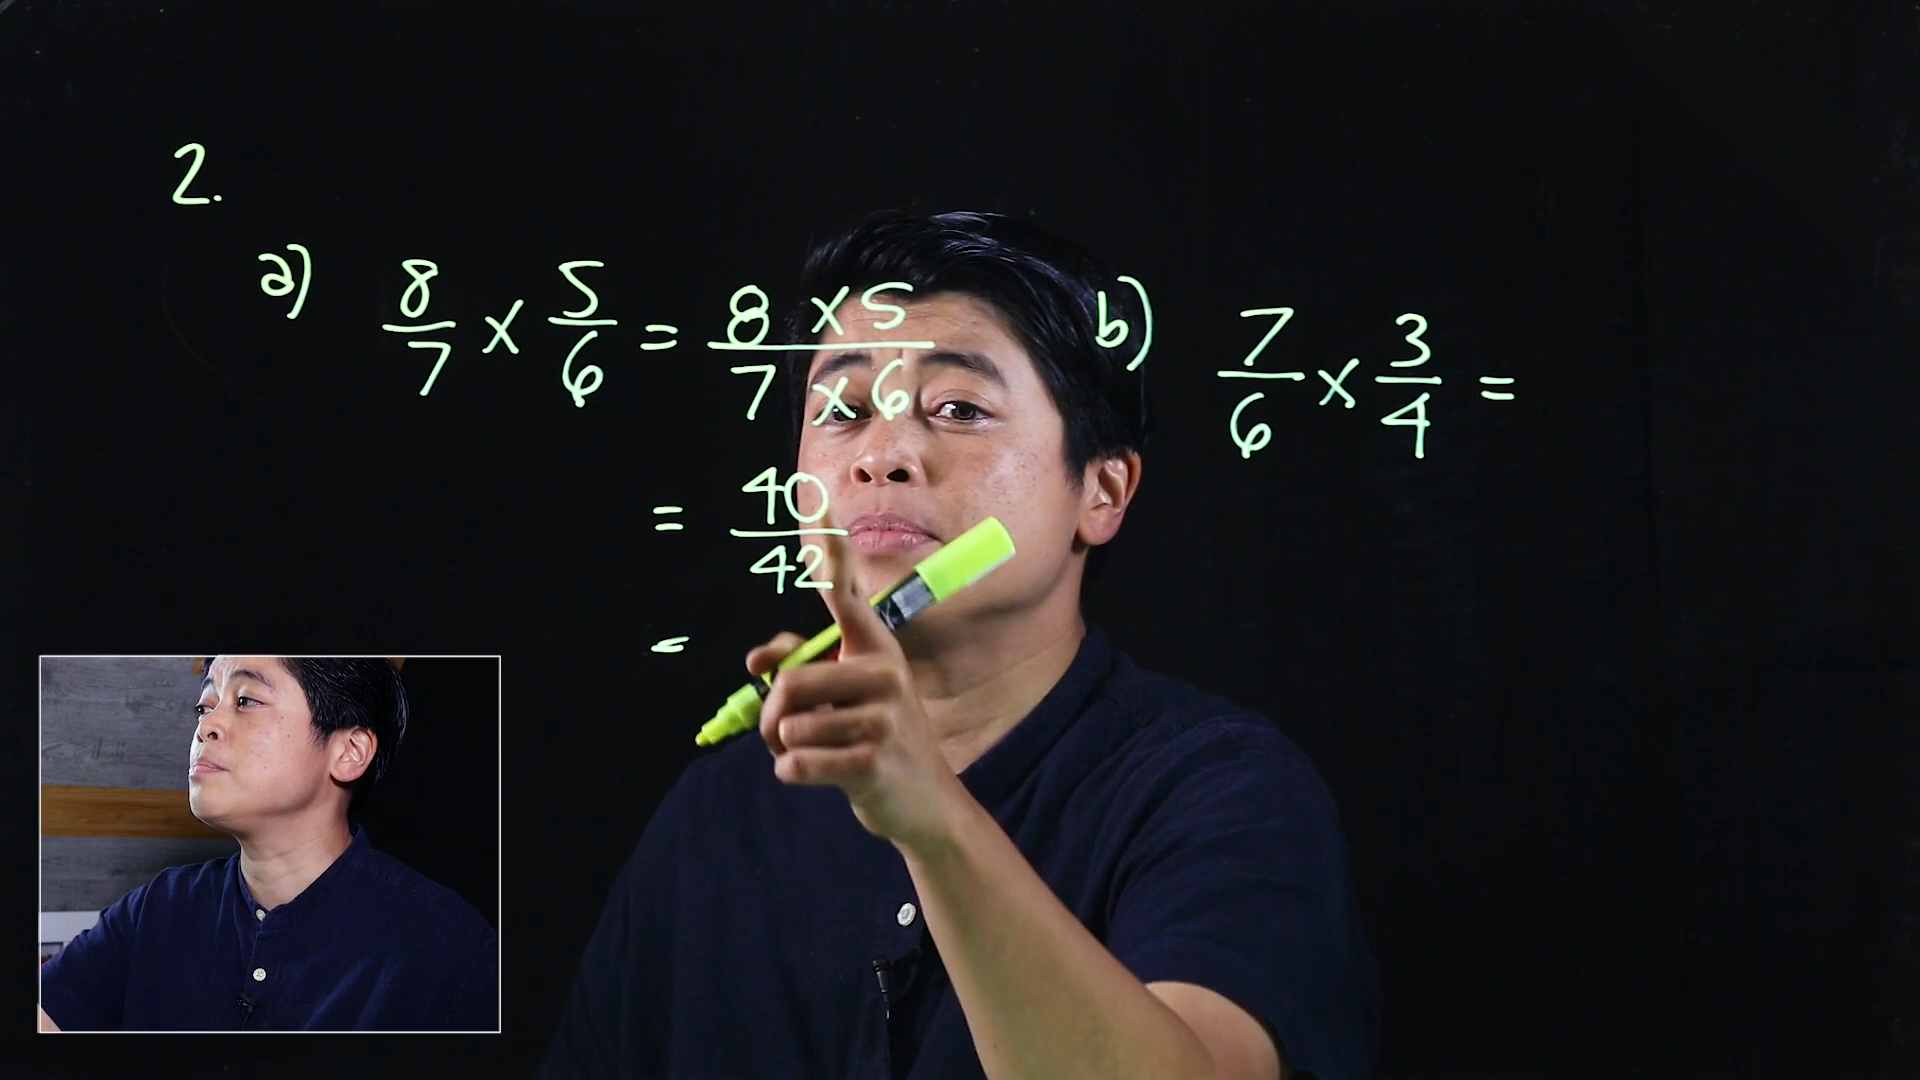 2.
a) 8/7 x 5/6 = 8 x 5/7 x 6
= 40/42
=
b) 7/6 x 3/4 =